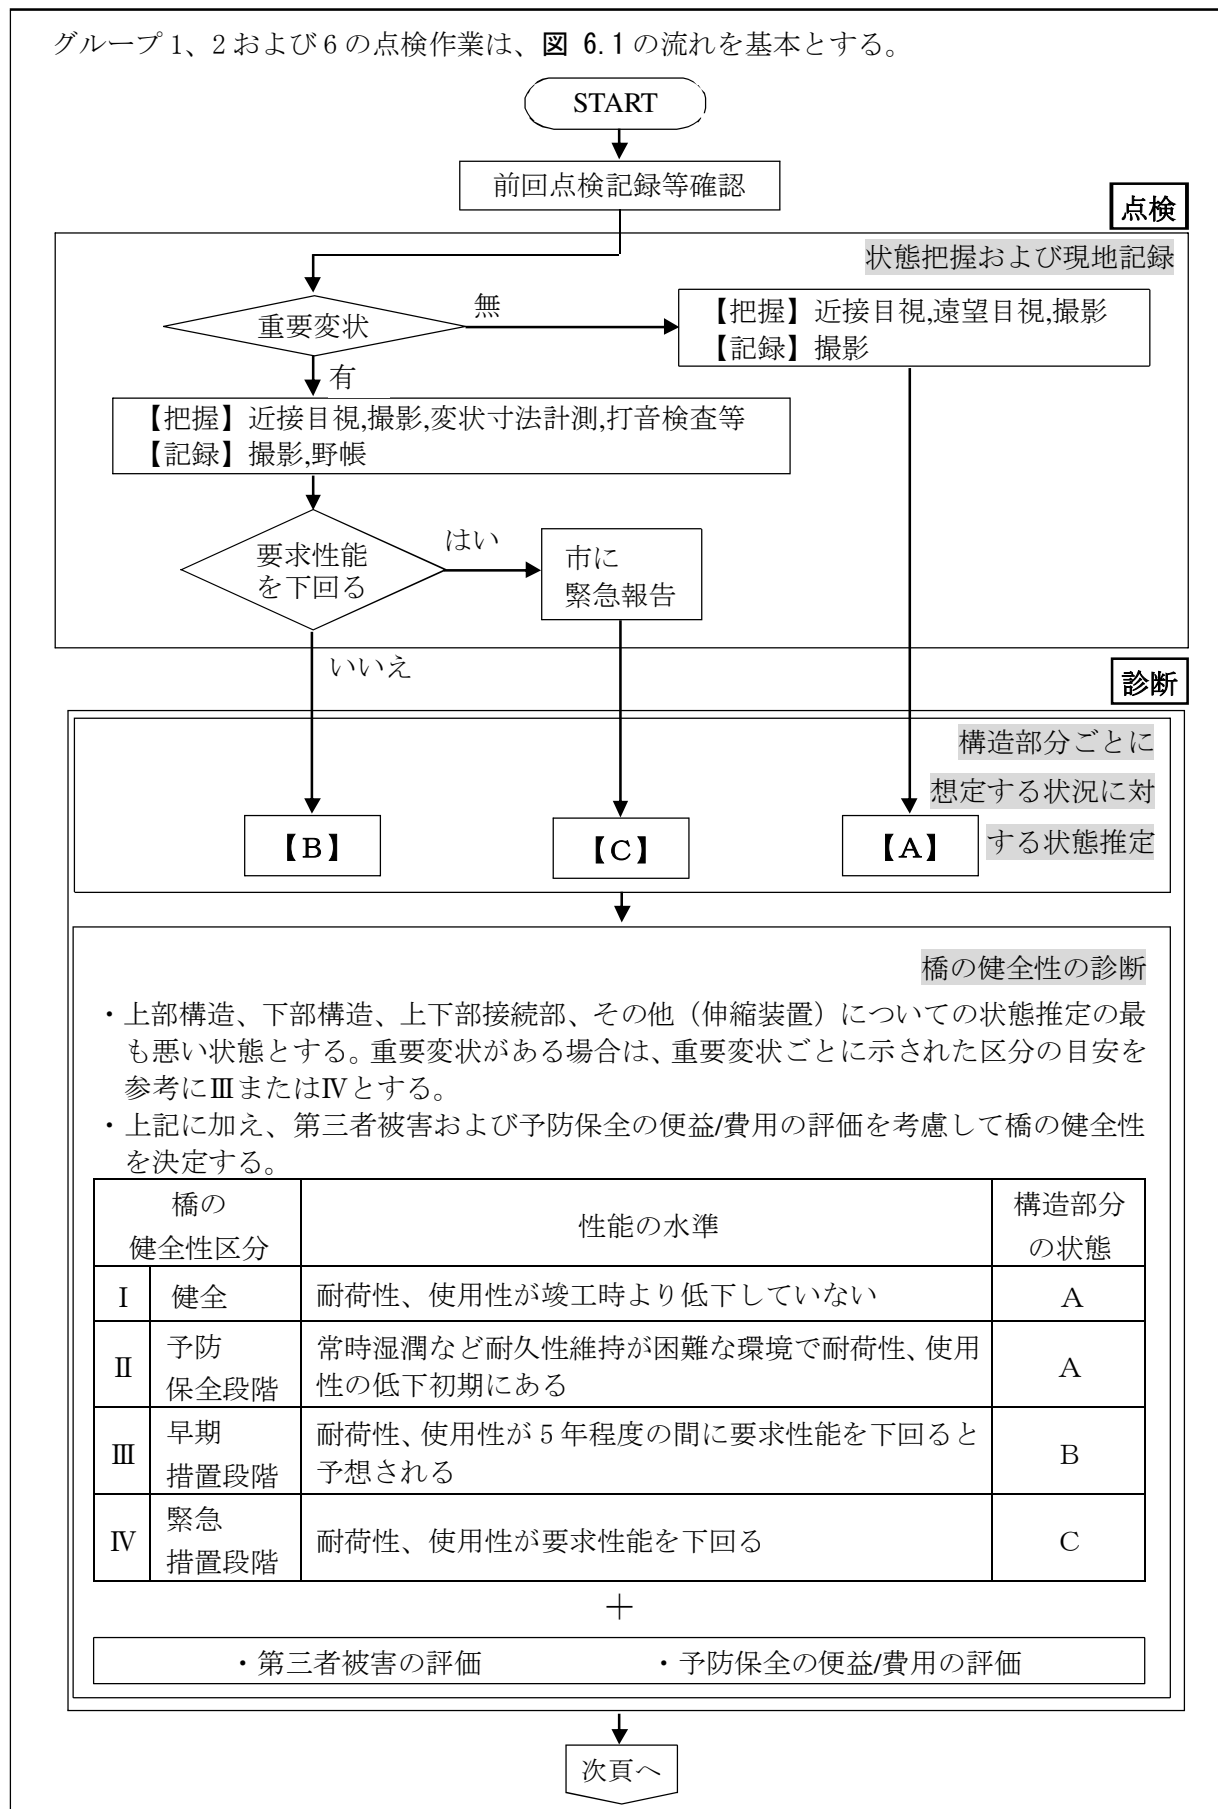 グループ1、2および6の点検作業は、図 6.1の流れを基本とする。
START
前回点検記録等確認
点検
状態把握および現地記録
重要変状
無
【把握】近接目視,遠望目視,撮影
【記録】撮影
有
【把握】近接目視,撮影,変状寸法計測,打音検査等
【記録】撮影,野帳
要求性能
を下回る
はい
市に
緊急報告
いいえ
診断
構造部分ごとに
想定する状況に対
する状態推定
【B】
【C】
【A】
橋の健全性の診断
・上部構造、下部構造、上下部接続部、その他（伸縮装置）についての状態推定の最
も悪い状態とする。重要変状がある場合は、重要変状ごとに示された区分の目安を
参考にⅢまたはⅣとする。
・上記に加え、第三者被害および予防保全の便益/費用の評価を考慮して橋の健全性
を決定する。
橋の
健全性区分
性能の水準
構造部分
の状態
Ⅰ 健全 耐荷性、使用性が竣工時より低下していない A
Ⅱ
予防
保全段階
常時湿潤など耐久性維持が困難な環境で耐荷性、使用
性の低下初期にある
A
Ⅲ
早期
措置段階
耐荷性、使用性が5年程度の間に要求性能を下回ると
予想される
B
Ⅳ
緊急
措置段階
耐荷性、使用性が要求性能を下回る
C
＋
・第三者被害の評価 ・予防保全の便益/費用の評価
次頁へ